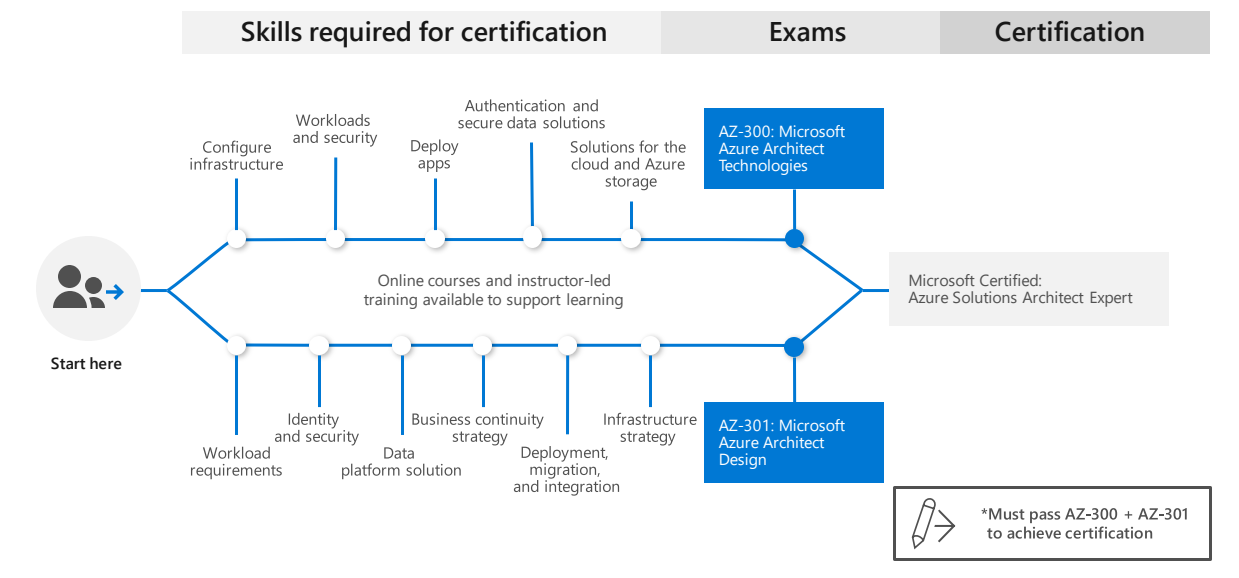 Skills required for certification
Exams
Certification
Configure
infrastructure
Workloads
and security
Deploy
apps
Authentication and
secure data solutions
Solutions for the
cloud and Azure
storage
AZ-300: Microsoft
Azure Architect
Technologies
Start here
Online courses and instructor-led
training available to support learning
Microsoft Certified:
Azure Solutions Architect Expert
Workload
requirements
Identity
and security
Data
platform solution
Business continuity
strategy
Deployment,
migration,
and integration
Infrastructure
strategy
AZ-301: Microsoft
Azure Architect
Design
*Must pass AZ-300 + AZ-301
to achieve certification